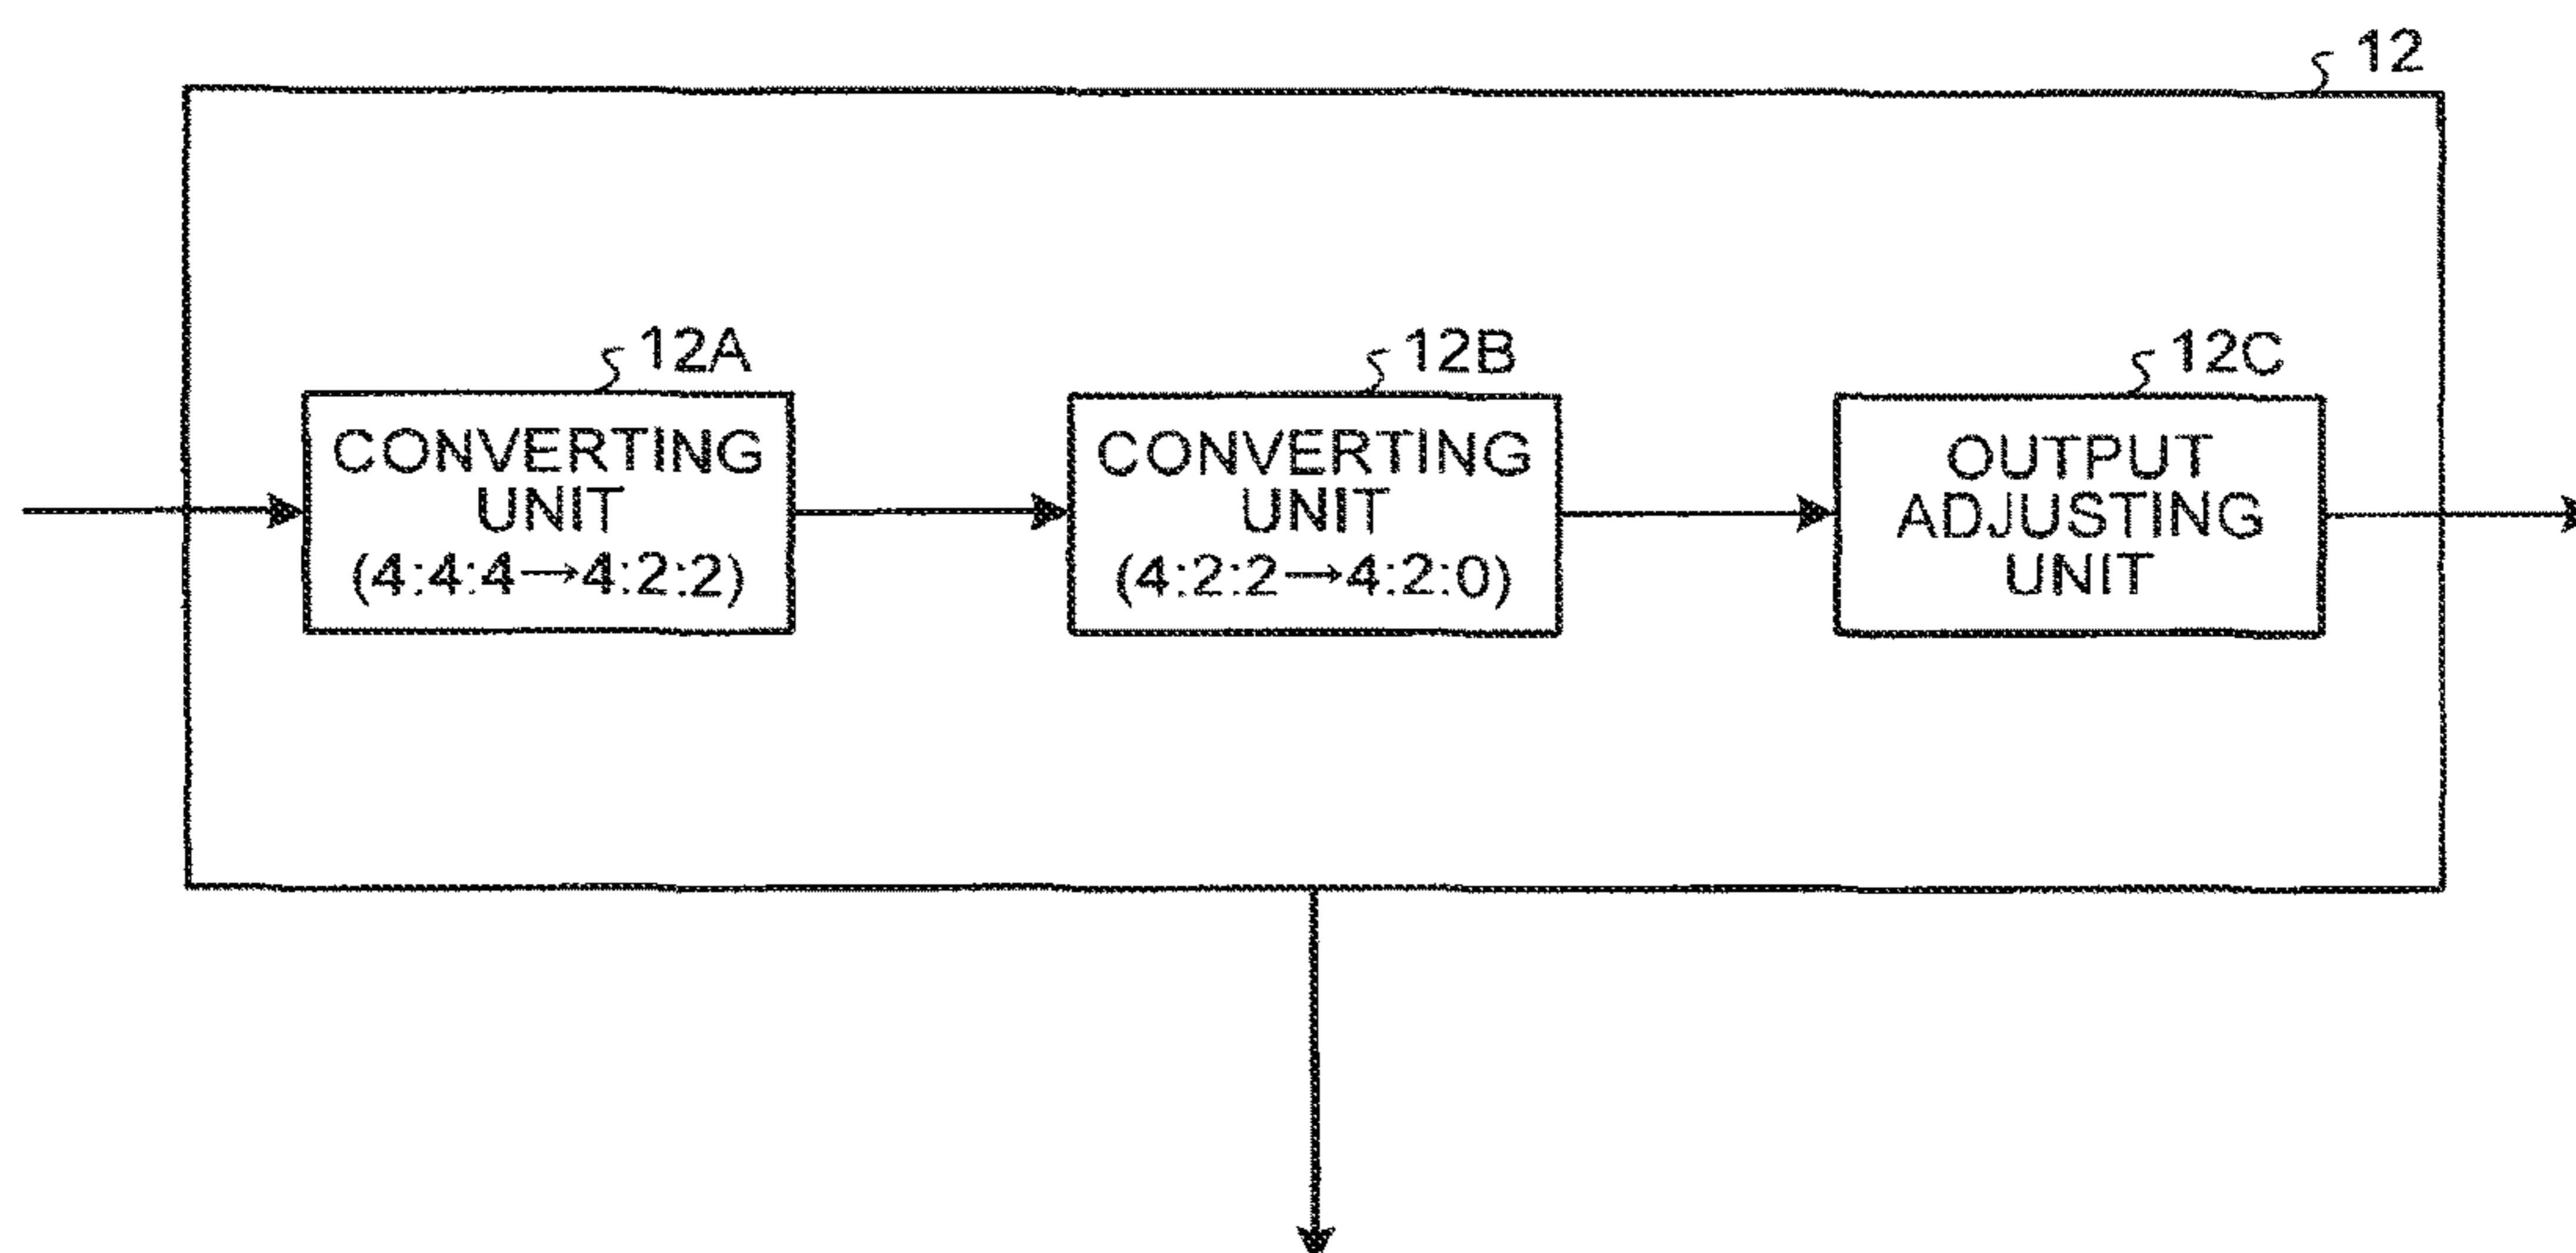 12
12A
CONVERTING
UNIT
(4:4:4→4:2:2)
12B
CONVERTING
UNIT
(4:2:2→4:2:0)
12C
OUTPUT
ADJUSTING
UNIT